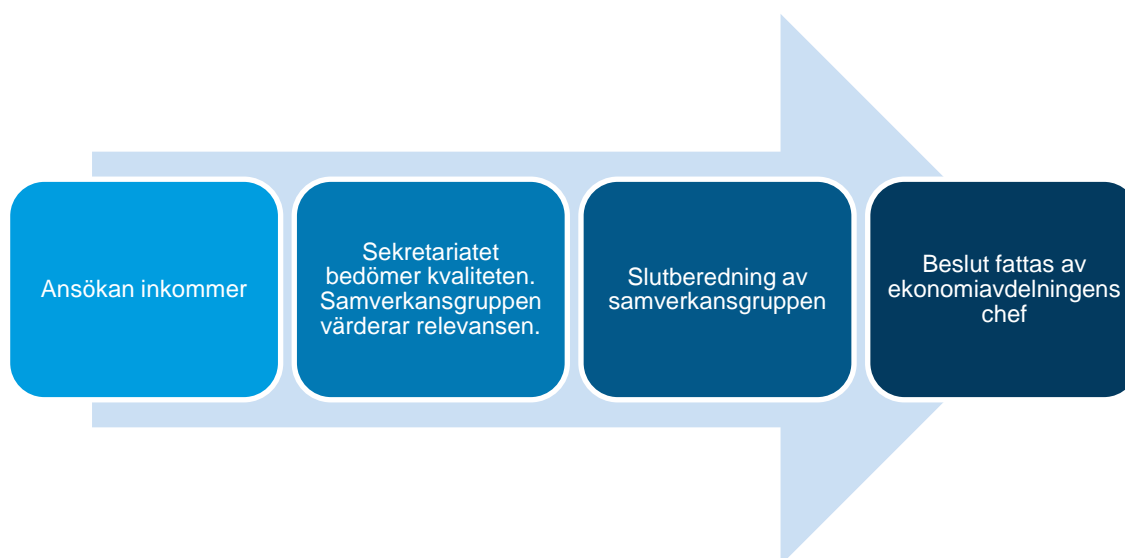 Ansökan inkommer
Sekretariatet
bedömer kvaliteten.
Samverkansgruppen
värderar relevansen.
Slutberedning av
samverkansgruppen
Beslut fattas av
ekonomiavdelningens
chef